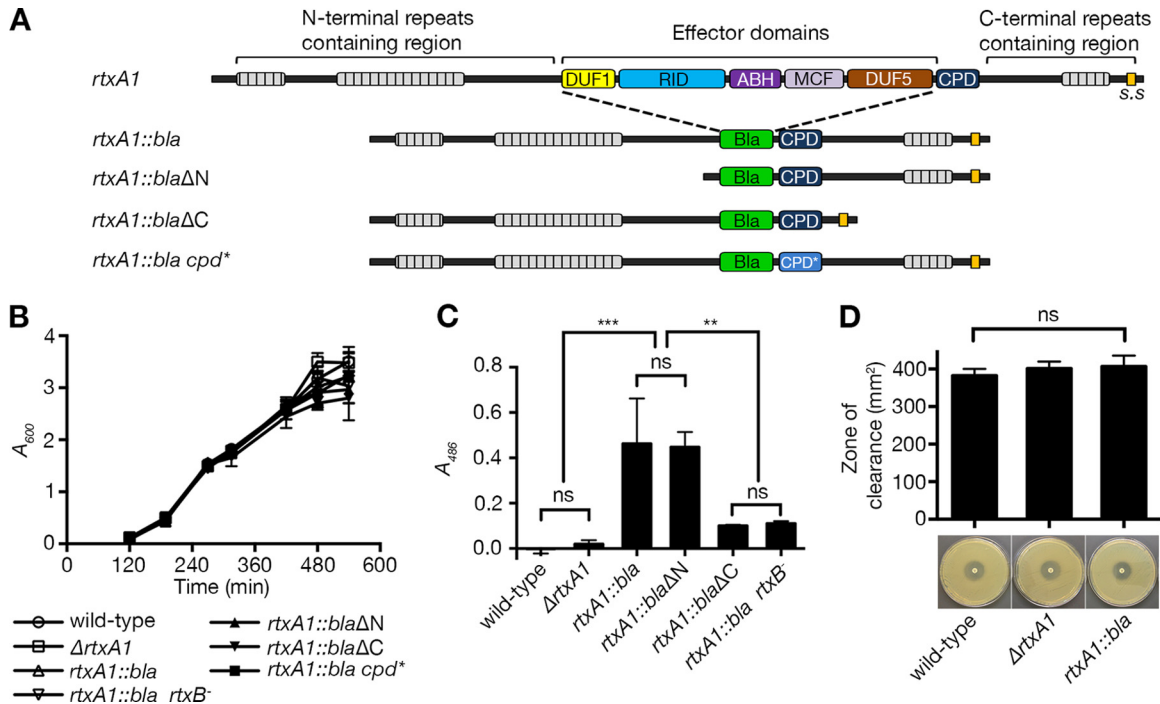 A
N-terminal repeats
containing region
Effector domains
C-terminal repeats
containing region
rtxA1
DUF1 RID ABH MCF DUF5 CPD
s.s
rtxA1::bla
Bla CPD
rtxA1::blaΔN
Bla CPD
rtxA1::blaΔC
Bla CPD
rtxA1::bla cpd*
Bla CPD*
B
A600
4
3
2
1
0
0 120 240 360 480 600
Time (min)
wild-type
ΔrtxA1
rtxA1::bla
rtxA1::bla rtxB-
rtxA1::blaΔN
rtxA1::blaΔC
rtxA1::bla cpd*
C
A486
0.8
0.6
0.4
0.2
0.0
*** **
ns
ns
ns
wild-type
ΔrtxA1
rtxA1::bla
rtxA1::blaΔN
rtxA1::blaΔC
rtxA1::bla rtxB-
D
ns
Zone of
clearance (mm²)
400
300
200
100
0
wild-type
ΔrtxA1
rtxA1::bla